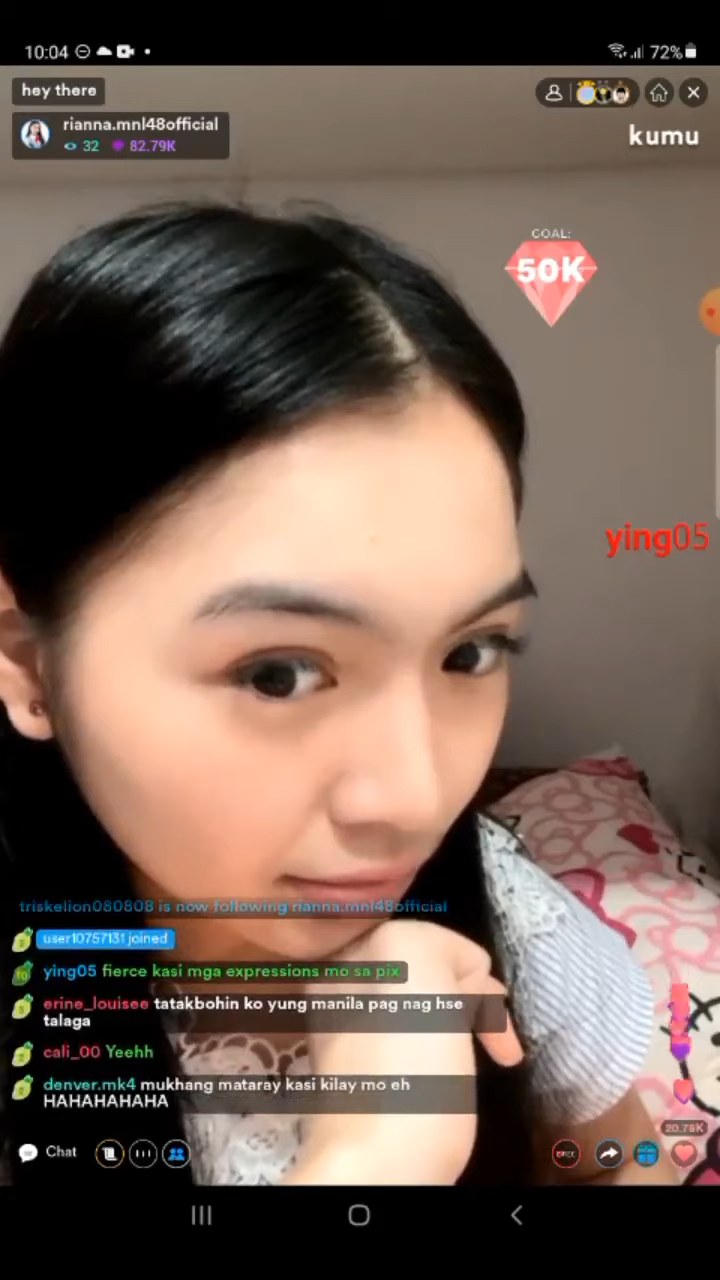 10:04
72%
hey there
rianna.mnl48official
32
82.79K
kumu
GOAL:
50K
ying05
triskelion080808 is now following rianna.mnl48official
user10757131 joined
10 ying05 fierce kasi mga expressions mo sa pix
erine_louisee tatakbohin ko yung manila pag nag hse
talaga
cali_00 Yeehh
denver.mk4 mukhang mataray kasi kilay mo eh
HAHAHAHAHA
20.78K
Chat